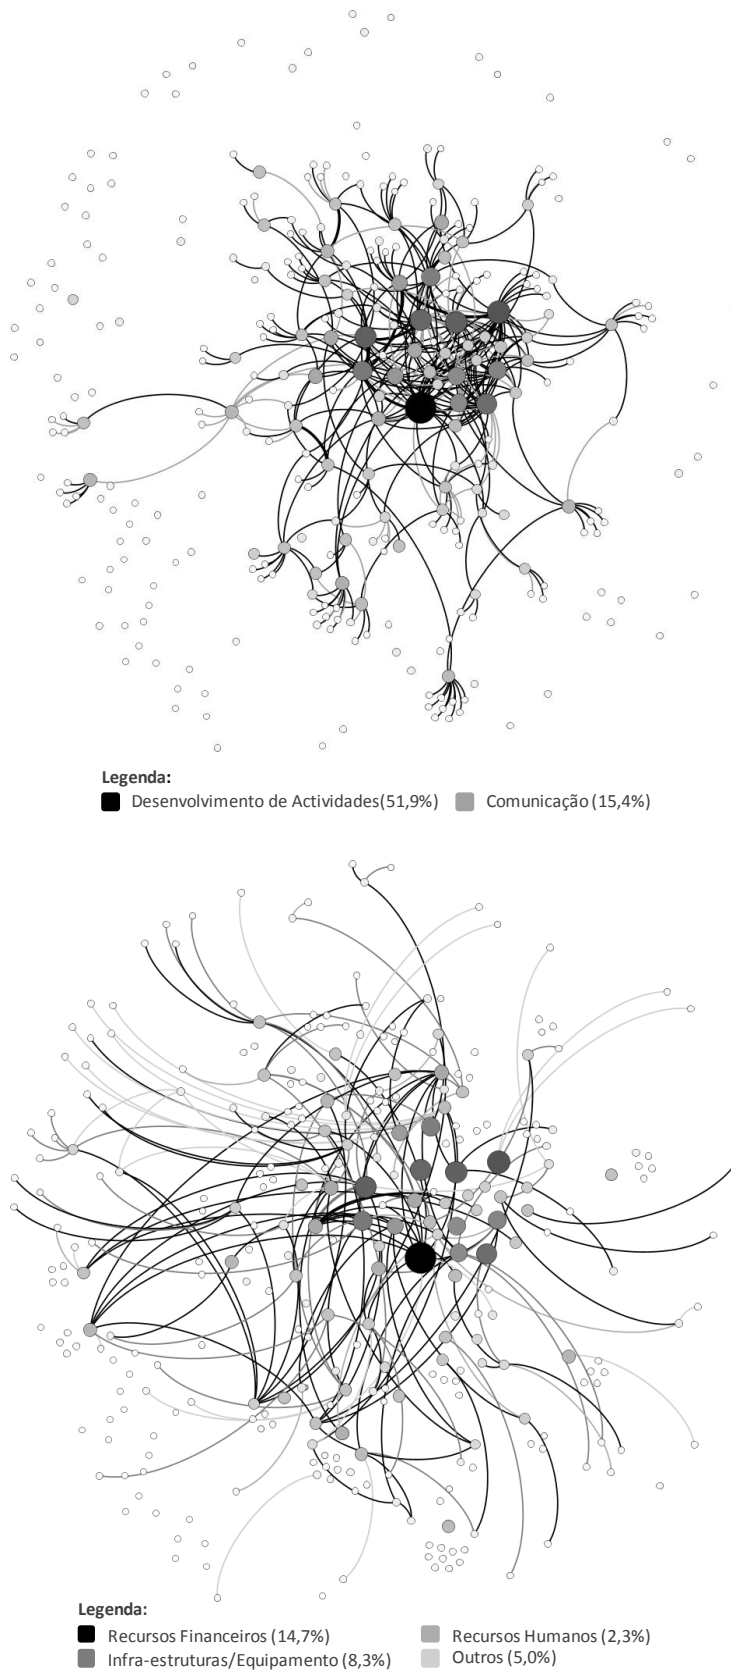 Legenda:
Desenvolvimento de Actividades(51,9%) Comunicação (15,4%)
Legenda:
Recursos Financeiros (14,7%) Recursos Humanos (2,3%)
Infra-estruturas/Equipamento (8,3%) Outros (5,0%)